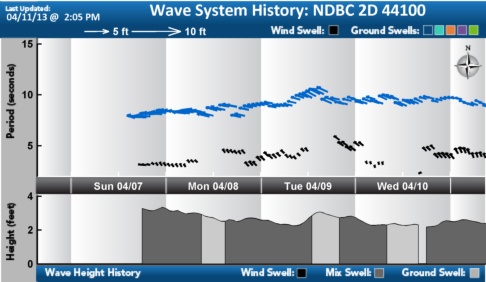 Last Updated:
04/11/13 @ 2:05 PM
Wave System History: NDBC 2D 44100
5 ft
10 ft
Wind Swell:
Ground Swells:
N
Period (seconds)
15
10
5
Sun 04/07
Mon 04/08
Tue 04/09
Wed 04/10
Height (feet)
4
2
0
Wave Height History
Wind Swell:
Mix Swell:
Ground Swell: